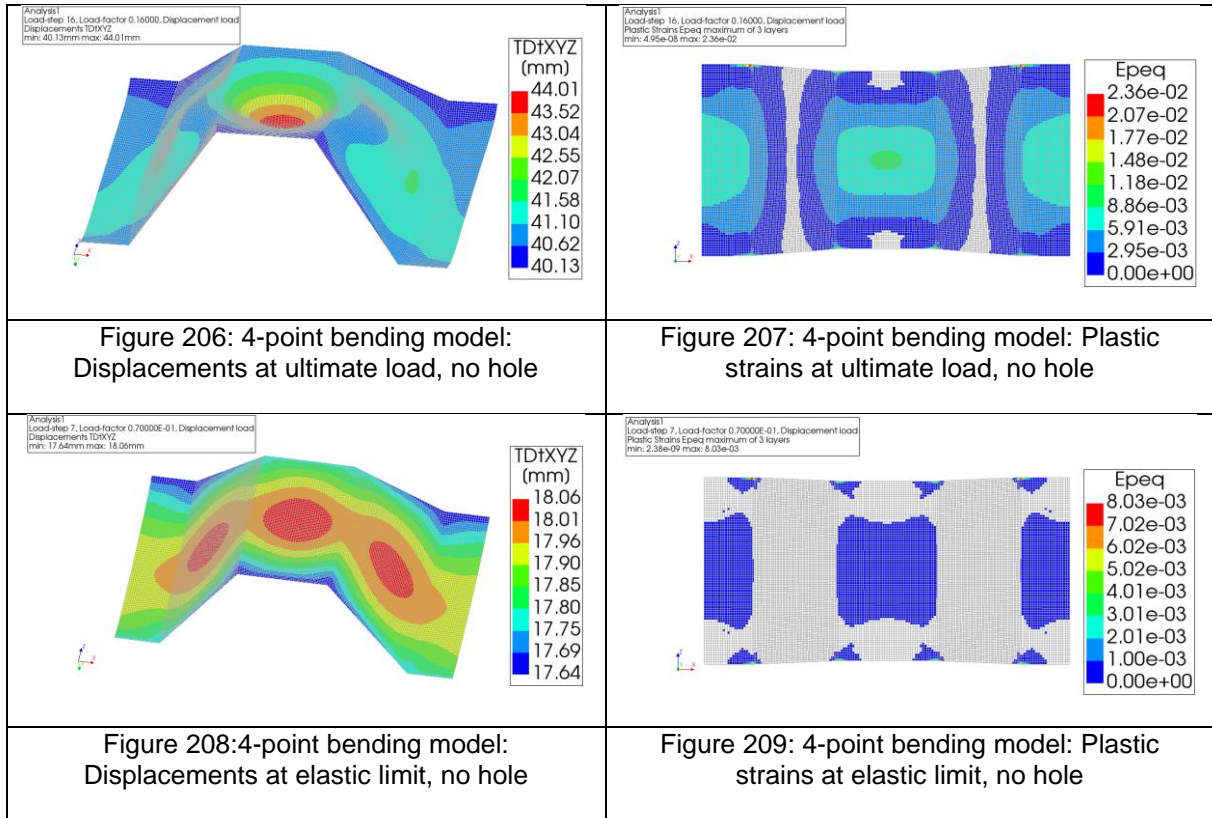 Analysis1
Load-step 16, Load-factor 0.16000, Displacement load
Displacements TDtXYZ
min: 40.13mm max: 44.01mm
TDtXYZ
(mm)
44.01
43.52
43.04
42.55
42.07
41.58
41.10
40.62
40.13
Figure 206: 4-point bending model:
Displacements at ultimate load, no hole
Analysis1
Load-step 16, Load-factor 0.16000, Displacement load
Plastic Strains Epeq maximum of 3 layers
min: 4.95e-08 max: 2.36e-02
Epeq
2.36e-02
2.07e-02
1.77e-02
1.48e-02
1.18e-02
8.86e-03
5.91e-03
2.95e-03
0.00e+00
Figure 207: 4-point bending model: Plastic
strains at ultimate load, no hole
Analysis1
Load-step 7, Load-factor 0.70000E-01, Displacement load
Displacements TDtXYZ
min: 17.64mm max: 18.06mm
TDtXYZ
(mm)
18.06
18.01
17.96
17.90
17.85
17.80
17.75
17.69
17.64
Figure 208:4-point bending model:
Displacements at elastic limit, no hole
Analysis1
Load-step 7, Load-factor 0.70000E-01, Displacement load
Plastic Strains Epeq maximum of 3 layers
min: 2.38e-09 max: 8.03e-03
Epeq
8.03e-03
7.02e-03
6.02e-03
5.02e-03
4.01e-03
3.01e-03
2.01e-03
1.00e-03
0.00e+00
Figure 209: 4-point bending model: Plastic
strains at elastic limit, no hole